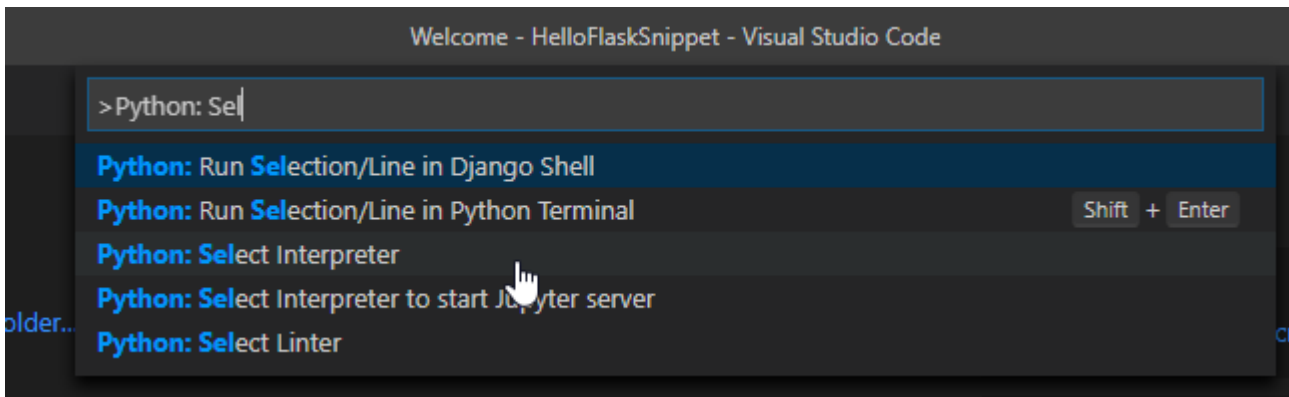 Welcome - HelloFlaskSnippet - Visual Studio Code
>Python: Sel
Python: Run Selection/Line in Django Shell
Python: Run Selection/Line in Python Terminal Shift + Enter
Python: Select Interpreter
Python: Select Interpreter to start Jupyter server
older...
Python: Select Linter